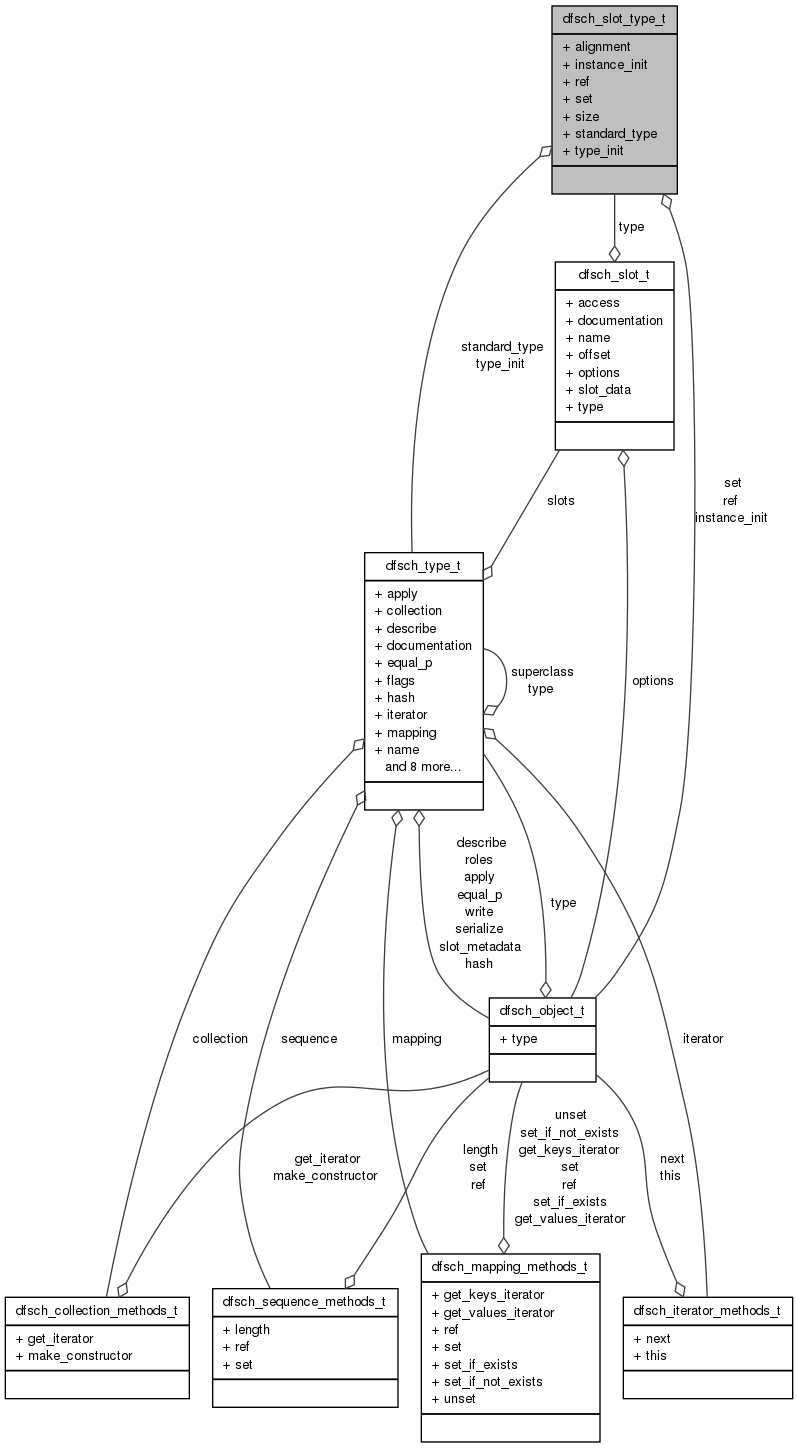 dfsch_slot_type_t
+ alignment
+ instance_init
+ ref
+ set
+ size
+ standard_type
+ type_init
type
dfsch_slot_t
+ access
+ documentation
+ name
+ offset
+ options
+ slot_data
+ type
standard_type
type_init
set
ref
instance_init
slots
dfsch_type_t
+ apply
+ collection
+ describe
+ documentation
+ equal_p
+ flags
+ hash
+ iterator
+ mapping
+ name
and 8 more...
superclass
type
options
describe
roles
apply
equal_p
write
serialize
slot_metadata
hash
type
dfsch_object_t
+ type
collection
sequence
mapping
iterator
get_iterator
make_constructor
length
set
ref
unset
set_if_not_exists
get_keys_iterator
set
ref
set_if_exists
get_values_iterator
next
this
dfsch_collection_methods_t
+ get_iterator
+ make_constructor
dfsch_sequence_methods_t
+ length
+ ref
+ set
dfsch_mapping_methods_t
+ get_keys_iterator
+ get_values_iterator
+ ref
+ set
+ set_if_exists
+ set_if_not_exists
+ unset
dfsch_iterator_methods_t
+ next
+ this